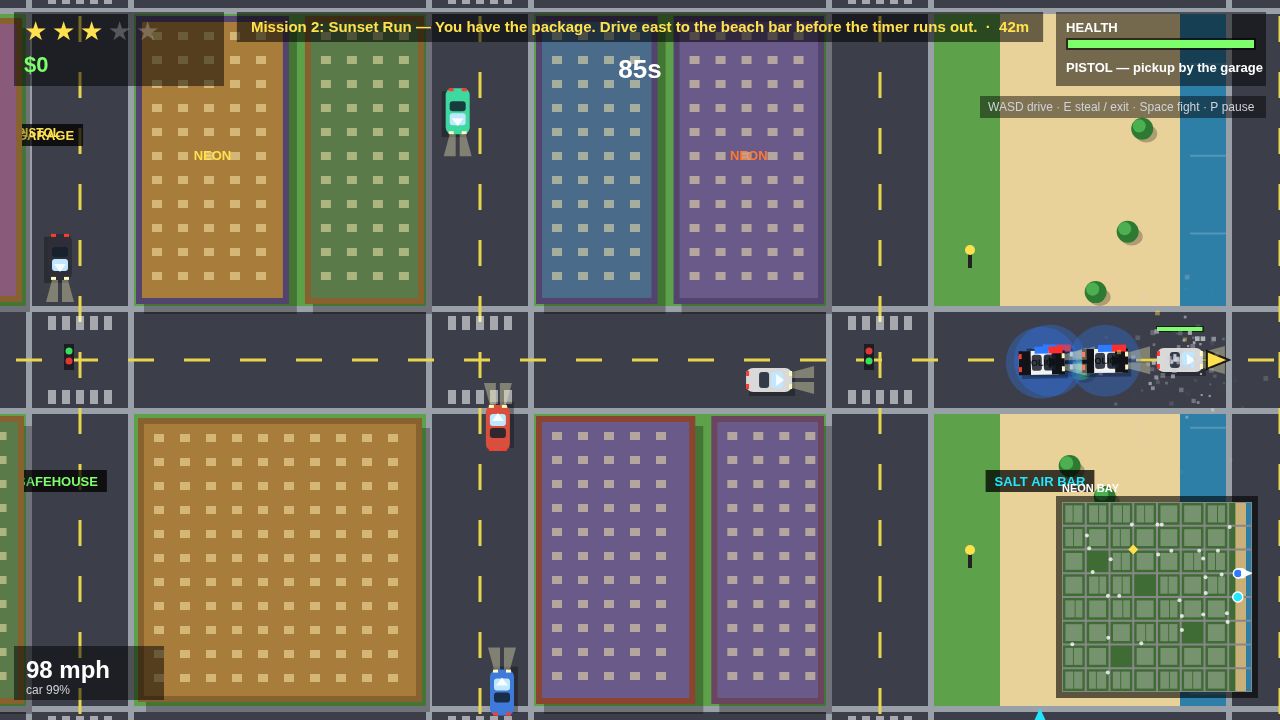 Mission 2: Sunset Run — You have the package. Drive east to the beach bar before the timer runs out. · 42m
$0
85s
HEALTH
PISTOL — pickup by the garage
WASD drive · E steal / exit · Space fight · P pause
NEON
NEON
SALT AIR BAR
NEON BAY
98 mph
car 99%